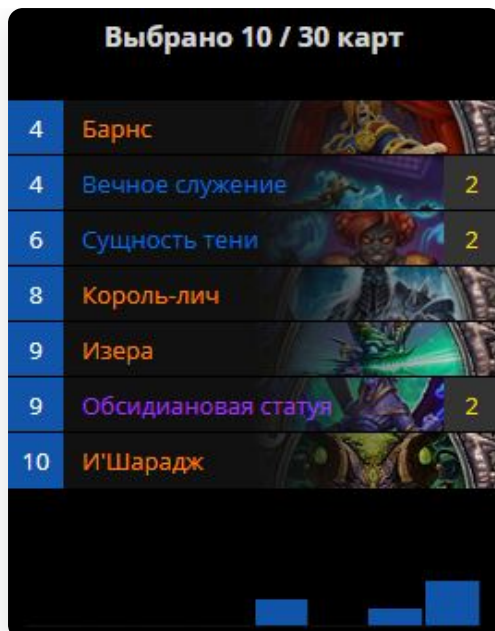 Выбрано 10 / 30 карт
4 Барнс
4 Вечное служение 2
6 Сущность тени 2
8 Король-лич
9 Изера
9 Обсидиановая статуя 2
10 И'Шарадж